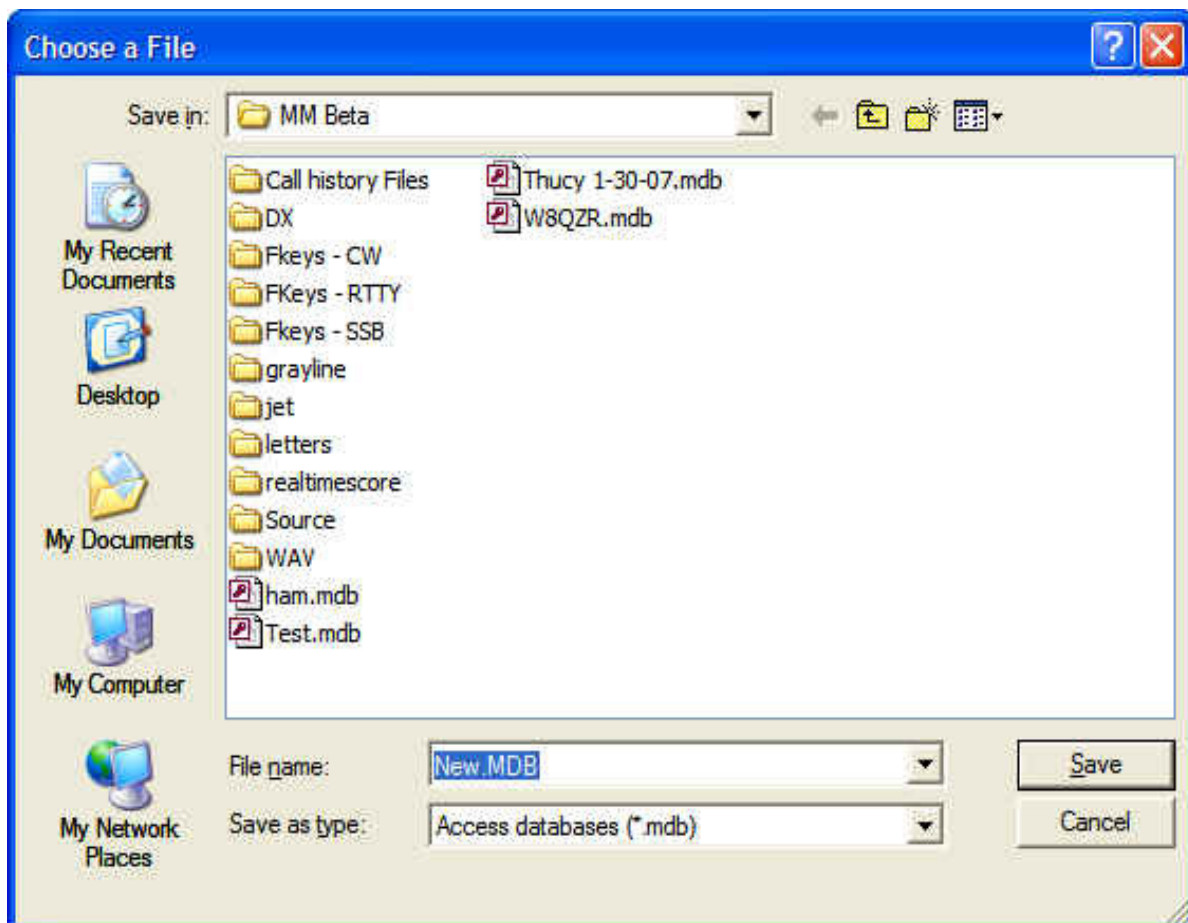 Choose a File
Save in: MM Beta
My Recent
Documents
Desktop
My Documents
My Computer
My Network
Places
Call history Files
DX
Fkeys - CW
FKeys - RTTY
Fkeys - SSB
grayline
jet
letters
realtimescore
Source
WAV
ham.mdb
Test.mdb
Thucy 1-30-07.mdb
W8QZR.mdb
File name: New.MDB
Save
Save as type: Access databases (*.mdb)
Cancel